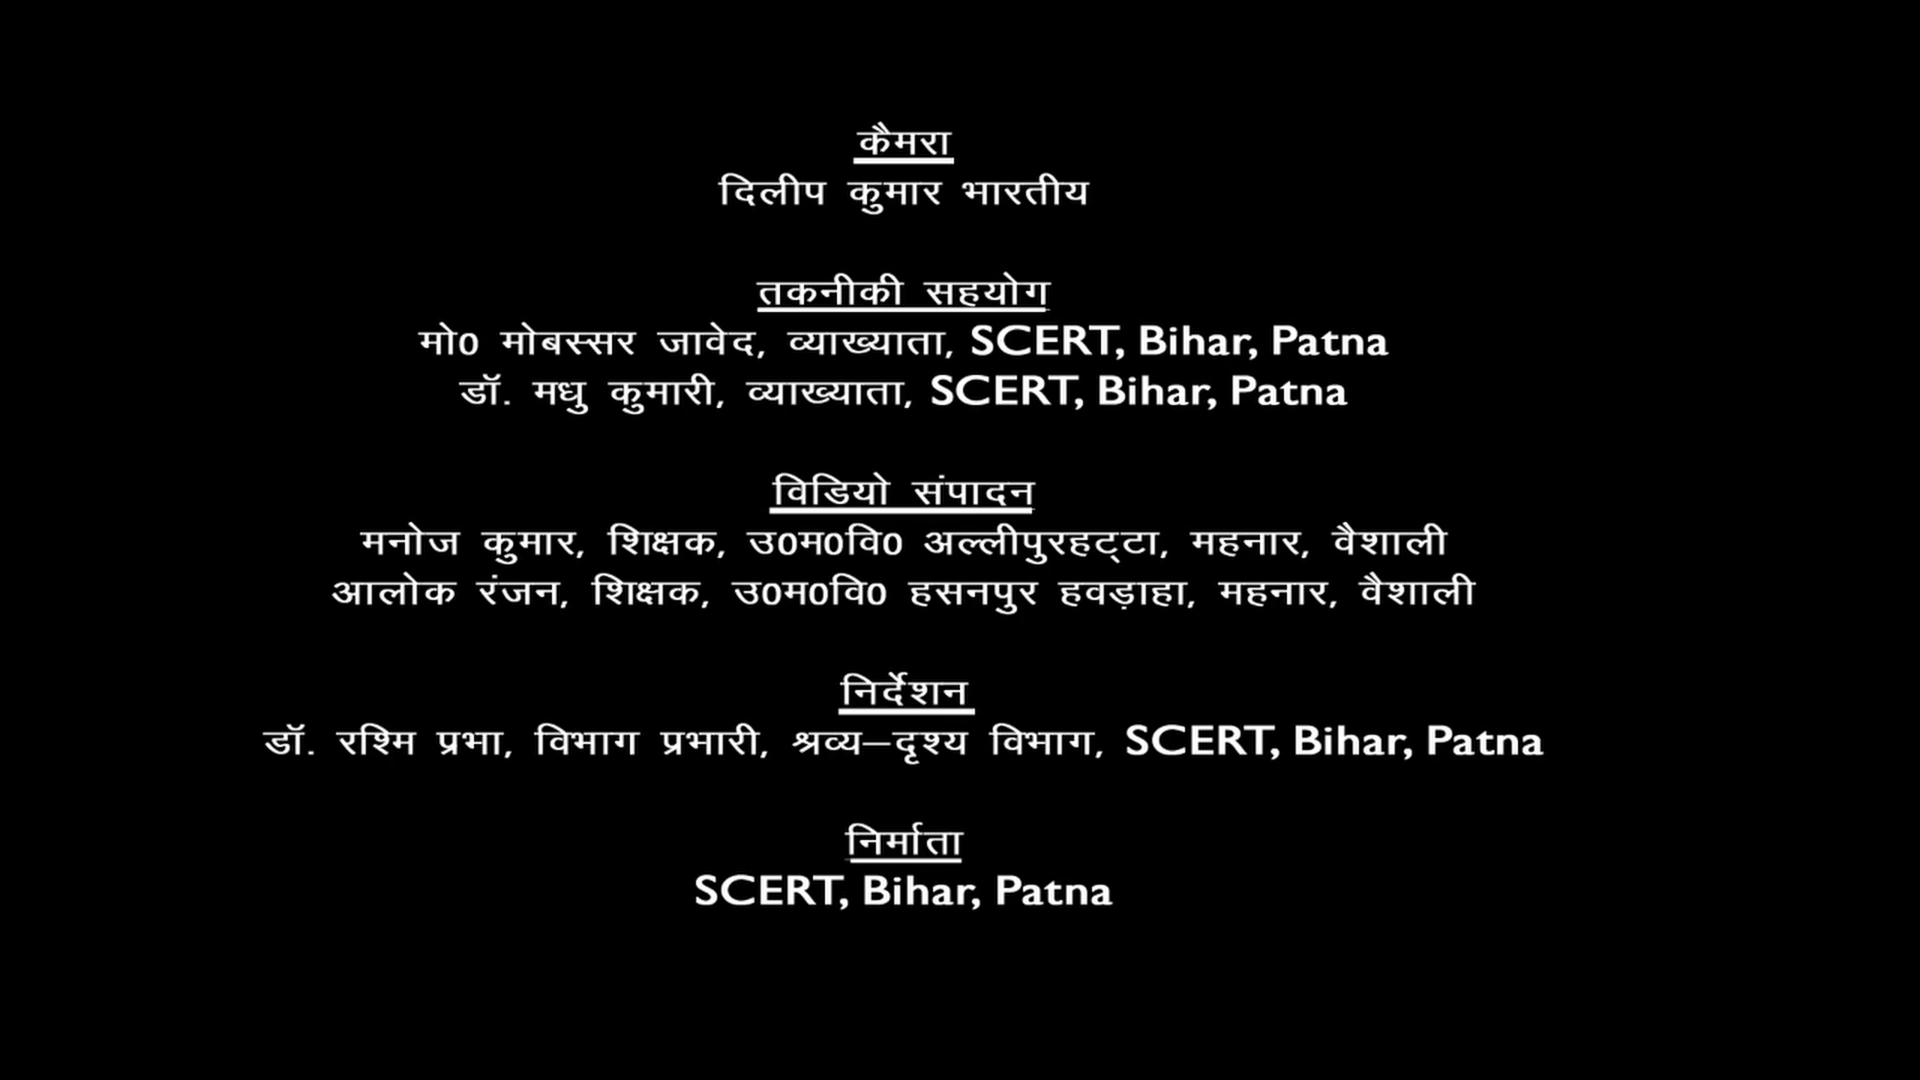 कैमरा
दिलीप कुमार भारतीय
तकनीकी सहयोग
मो0 मोबस्सर जावेद, व्याख्याता, SCERT, Bihar, Patna
डॉ. मधु कुमारी, व्याख्याता, SCERT, Bihar, Patna
विडियो संपादन
मनोज कुमार, शिक्षक, उ0म0वि0 अल्लीपुरहट्टा, महनार, वैशाली
आलोक रंजन, शिक्षक, उ0म0वि0 हसनपुर हवड़ाहा, महनार, वैशाली
निर्देशन
डॉ. रश्मि प्रभा, विभाग प्रभारी, श्रव्य–दृश्य विभाग, SCERT, Bihar, Patna
निर्माता
SCERT, Bihar, Patna